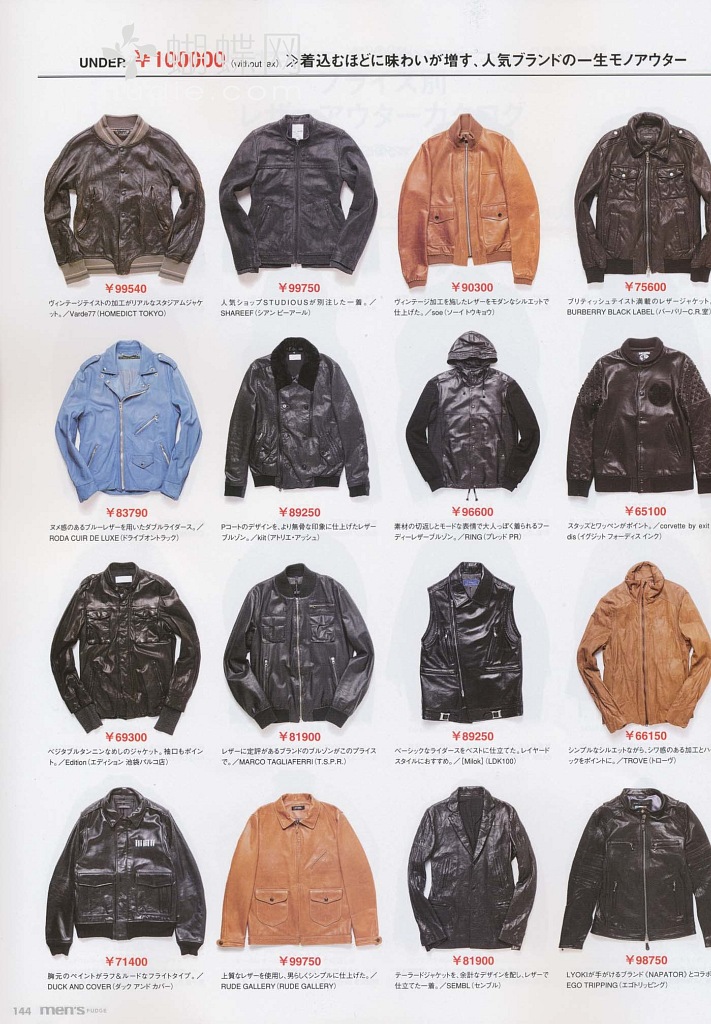 UNDER ¥100000 (without tax) ≫着込むほどに味わいが増す、人気ブランドの一生モノアウター
蝴蝶网
¥99540
ヴィンテージテイストの加工がリアルなスタジアムジャケ
ット。／Varde77(HOMEDICT TOKYO)
¥99750
人気ショップSTUDIOUSが別注した一着。／
SHAREEF(シアン ピーアール)
¥90300
ヴィンテージ加工を施したレザーをモダンなシルエットで
仕上げた。／soe(ソーイ トウキョウ)
¥75600
ブリティッシュテイスト満載のレザージャケット
BURBERRY BLACK LABEL(バーバリーC.R.室
¥83790
ヌメ感のあるブルーレザーを用いたダブルライダース。／
RODA CUIR DE LUXE(ドライブオントラック)
¥89250
Pコートのデザインを、より無骨な印象に仕上げたレザー
ブルゾン。／kiit(アトリエ・アッシュ)
¥96600
素材の切返しとモードな表情で大人っぽく着られるフー
ディーレザーブルゾン。／RING(ブレッド PR)
¥65100
スタッズとワッペンがポイント。／corvette by exit
dis(イグジット フォーディス インク)
¥69300
ベジタブルタンニンなめしのジャケット。袖口もポイン
ト。／Edition(エディション 池袋パルコ店)
¥81900
レザーに定評があるブランドのブルゾンがこのプライス
で。／MARCO TAGLIAFERRI(T.S.P.R.)
¥89250
ベーシックなライダースをベストに仕立てた。レイヤード
スタイルにおすすめ。／[Milok](LDK100)
¥66150
シンプルなシルエットながら、シワ感のある加工とハ
ックをポイントに。／TROVE(トローヴ)
¥71400
胸元のペイントがラフ&ルードなフライトタイプ。／
DUCK AND COVER(ダック アンド カバー)
¥99750
上質なレザーを使用し、男らしくシンプルに仕上げた。／
RUDE GALLERY(RUDE GALLERY)
¥81900
テーラードジャケットを、余計なデザインを配し、レザーで
仕立てた一着。／SEMBL(センブル)
¥98750
LYOKIが手がけるブランド〈NAPATOR〉とコラボ
EGO TRIPPING(エゴトリッピング)
144 men's FUDGE